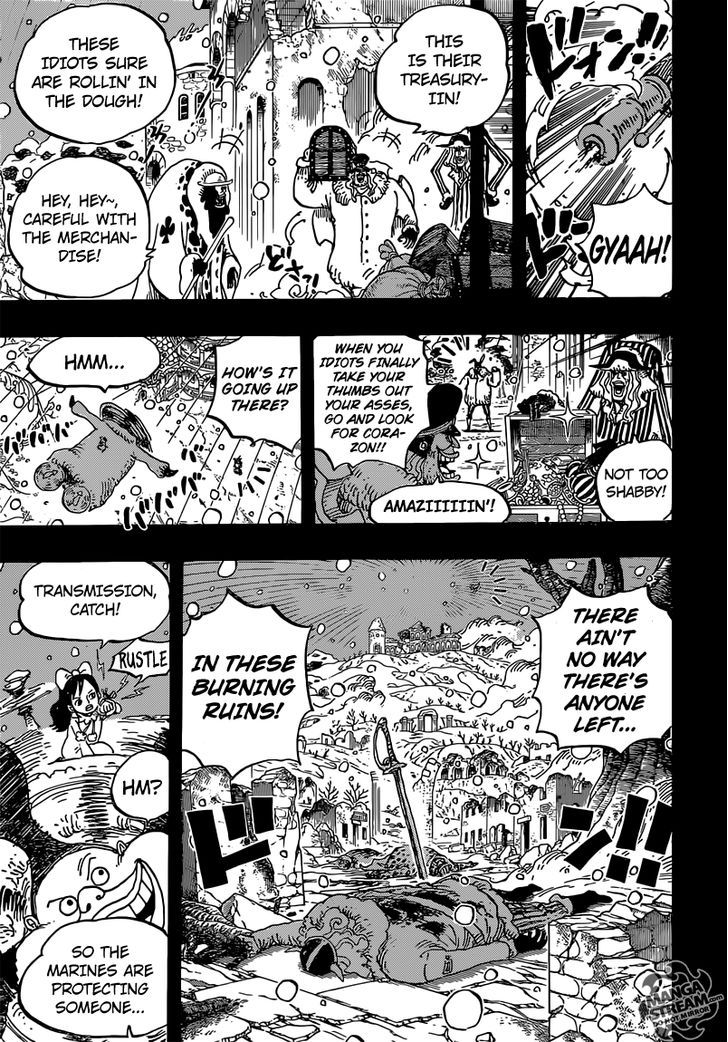 GYAAH!
THIS
IS THEIR
TREASURY-
IIN!
THESE
IDIOTS SURE
ARE ROLLIN' IN
THE DOUGH!
HEY, HEY~,
CAREFUL WITH
THE MERCHAN-
DISE!
NOT TOO
SHABBY!
WHEN YOU
IDIOTS FINALLY
TAKE YOUR
THUMBS OUT
YOUR ASSES,
GO AND LOOK
FOR CORA-
ZON!!
AMAZIIIIIIN'!
HOW'S IT
GOING UP
THERE?
HMM...
THERE
AIN'T
NO WAY
THERE'S
ANYONE
LEFT...
IN THESE
BURNING
RUINS!
ド
ン!!
TRANSMISSION,
CATCH!
RUSTLE
HM?
SO THE
MARINES ARE
PROTECTING
SOMEONE...
MANGA
STREAM